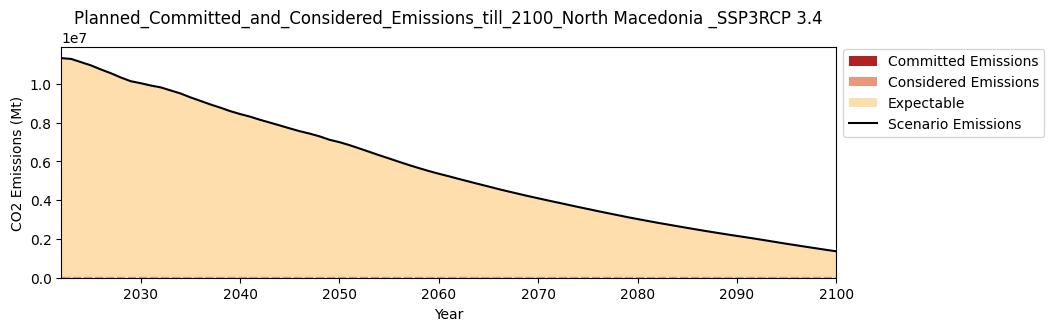 Planned_Committed_and_Considered_Emissions_till_2100_North Macedonia _SSP3RCP 3.4
1e7
1.0
0.8
0.6
0.4
0.2
0.0
CO2 Emissions (Mt)
2030 2040 2050 2060 2070 2080 2090 2100
Year
Committed Emissions
Considered Emissions
Expectable
Scenario Emissions